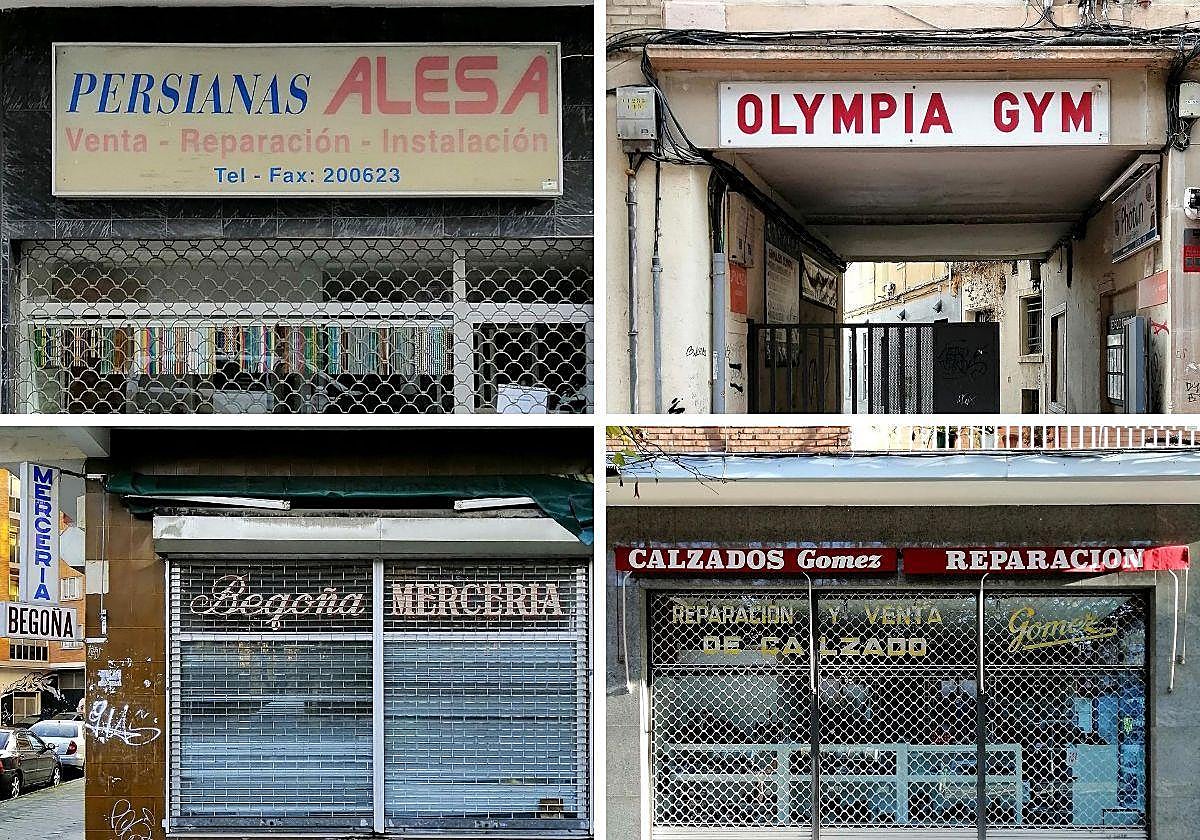 PERSIANAS ALESA
Venta - Reparación - Instalación
Tel - Fax: 200623
OLYMPIA GYM
MERCERIA
BEGOÑA
Begoña MERCERIA
CALZADOS Gomez REPARACION
REPARACION Y VENTA
DE CALZADO
Gomez